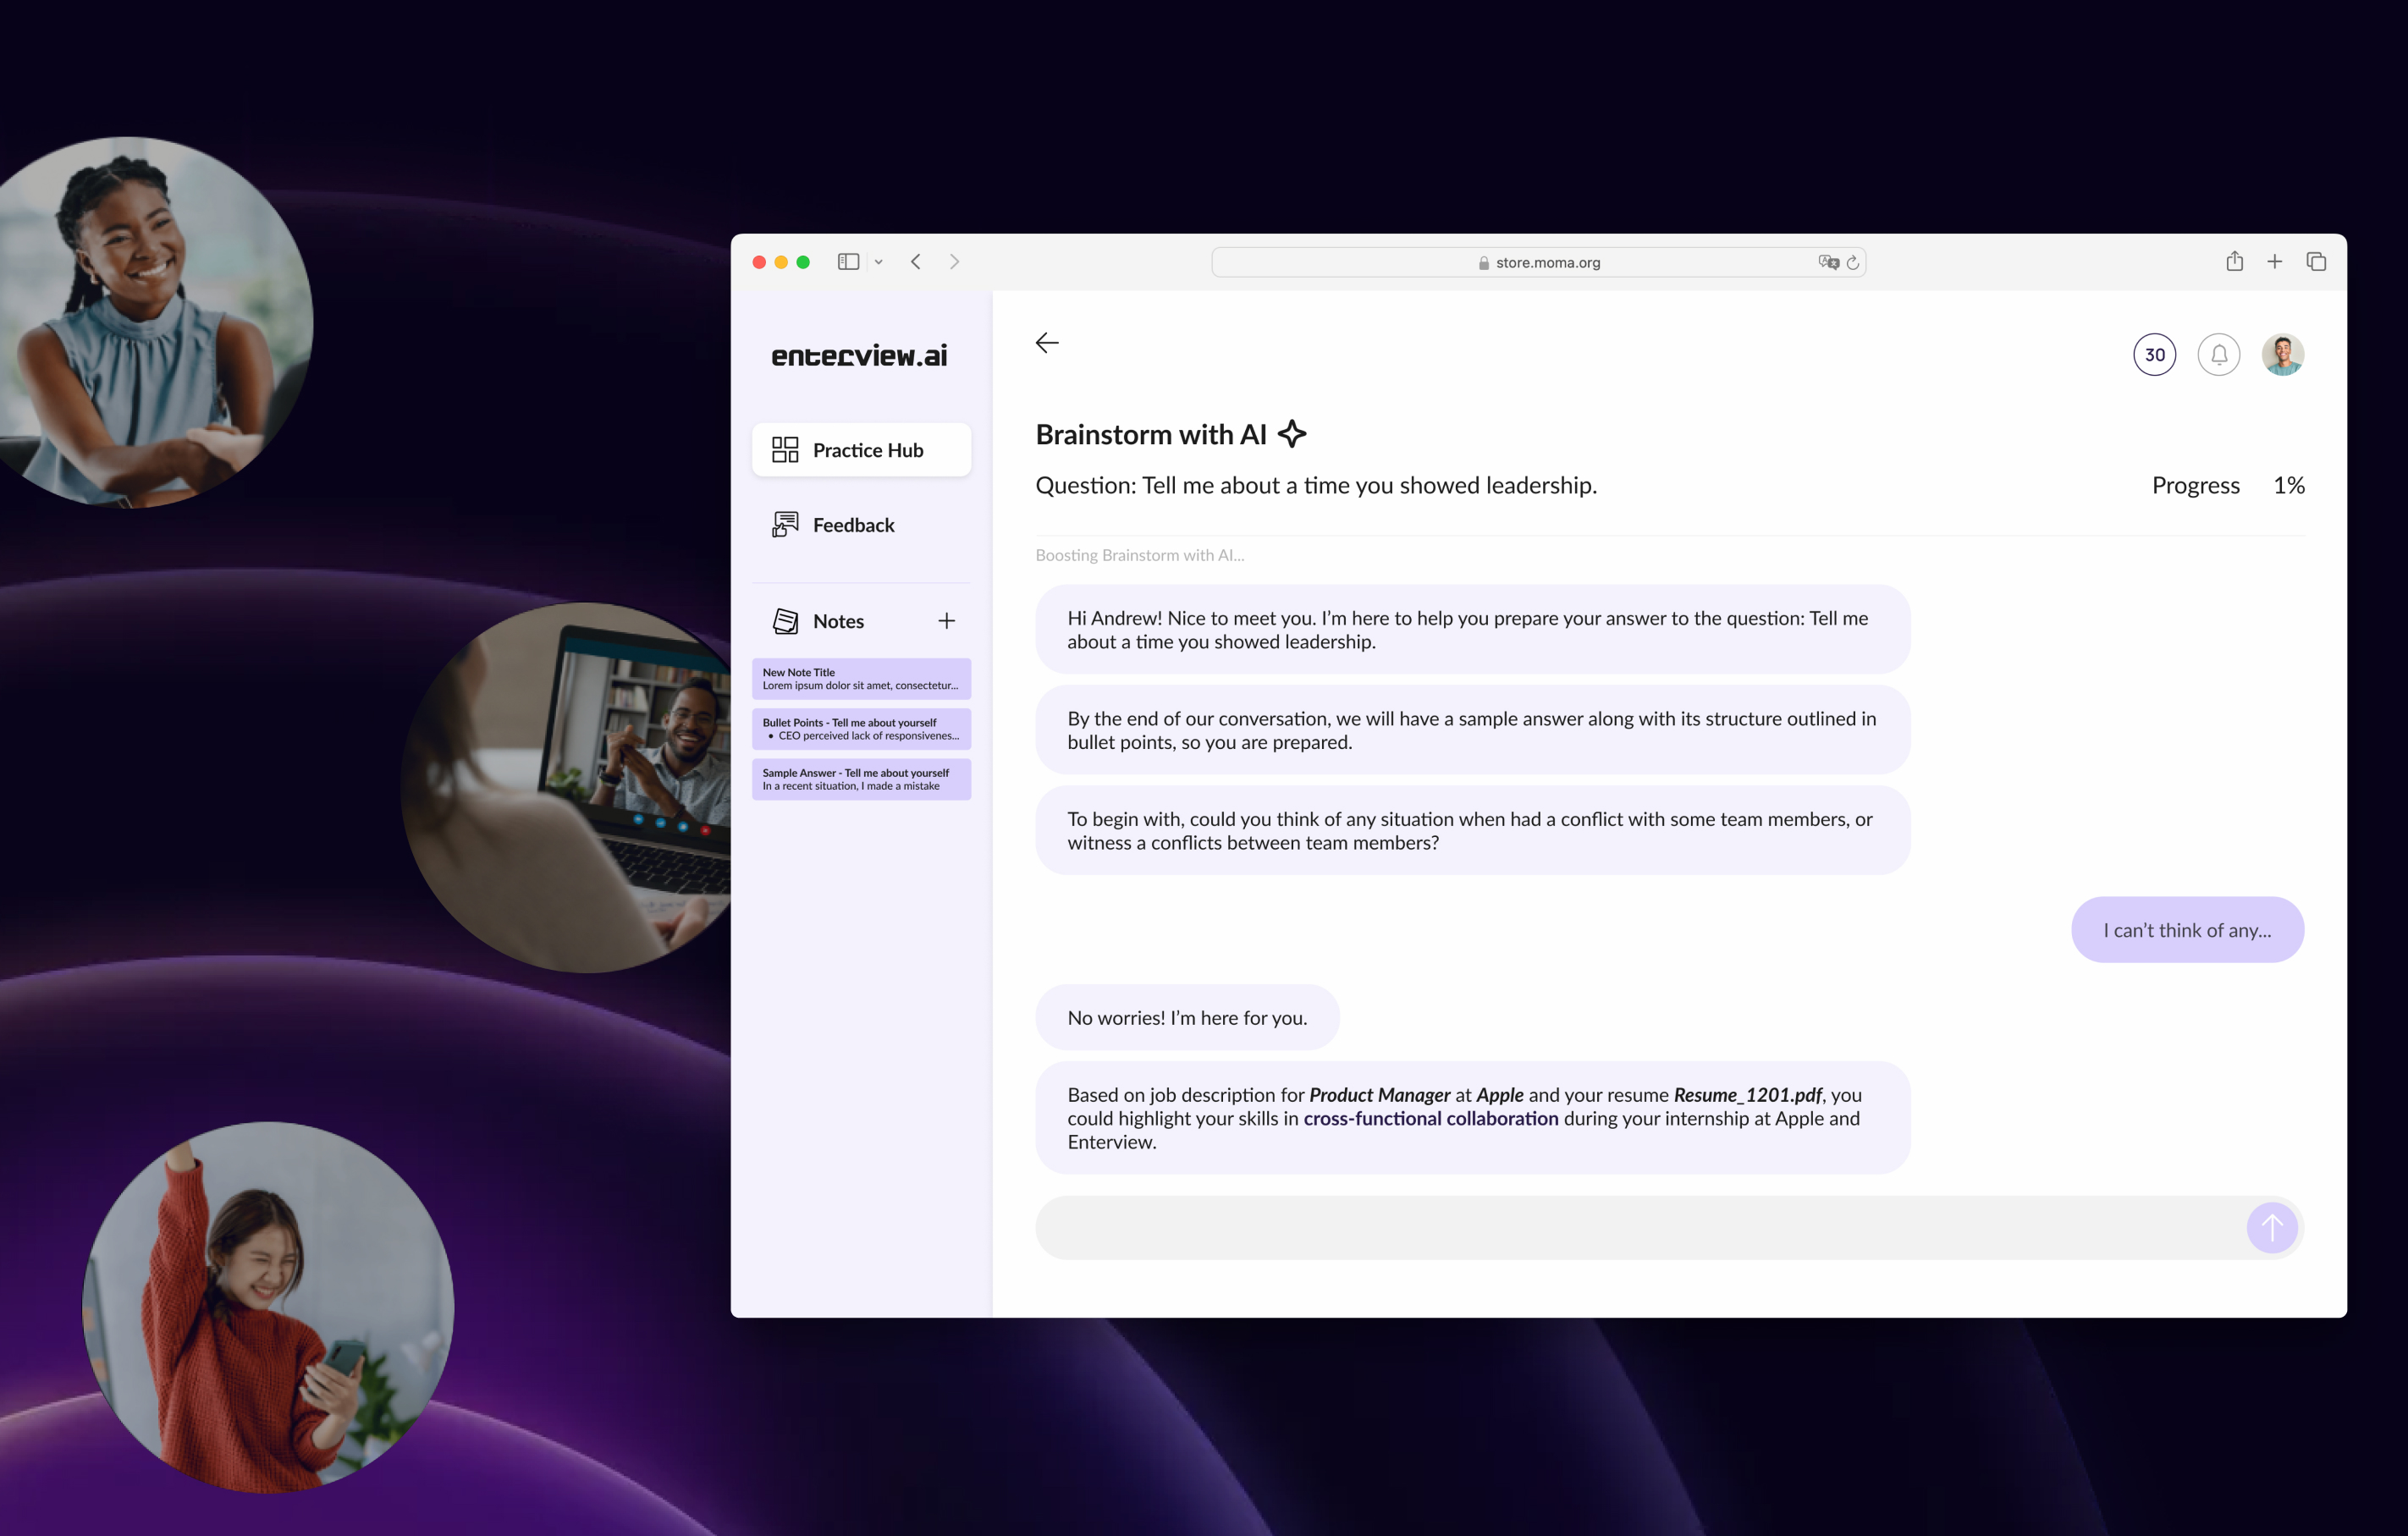 store.moma.org
enterview.ai
Practice Hub
Feedback
Notes
New Note Title
Lorem ipsum dolor sit amet, consectetur...
Bullet Points - Tell me about yourself
• CEO perceived lack of responsivenes...
Sample Answer - Tell me about yourself
In a recent situation, I made a mistake
30
Brainstorm with AI
Question: Tell me about a time you showed leadership.
Progress 1%
Boosting Brainstorm with AI...
Hi Andrew! Nice to meet you. I’m here to help you prepare your answer to the question: Tell me
about a time you showed leadership.
By the end of our conversation, we will have a sample answer along with its structure outlined in
bullet points, so you are prepared.
To begin with, could you think of any situation when had a conflict with some team members, or
witness a conflicts between team members?
I can’t think of any...
No worries! I’m here for you.
Based on job description for Product Manager at Apple and your resume Resume_1201.pdf, you
could highlight your skills in cross-functional collaboration during your internship at Apple and
Enterview.